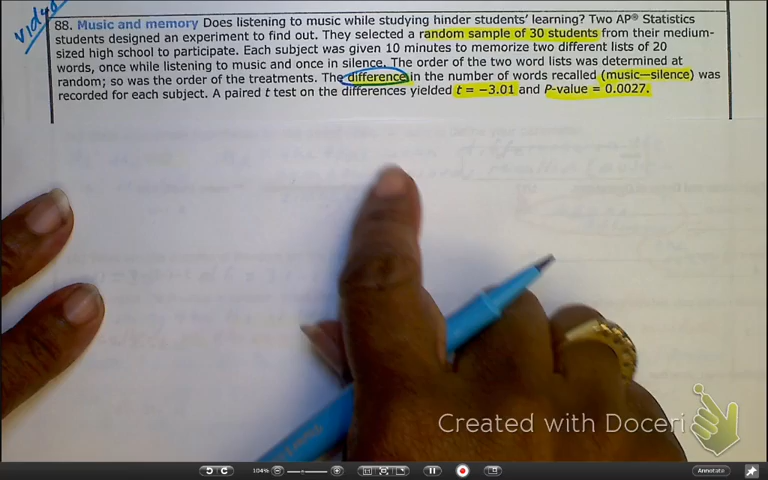 video
88. Music and memory Does listening to music while studying hinder students' learning? Two AP® Statistics
students designed an experiment to find out. They selected a random sample of 30 students from their medium-
sized high school to participate. Each subject was given 10 minutes to memorize two different lists of 20
words, once while listening to music and once in silence. The order of the two word lists was determined at
random; so was the order of the treatments. The difference in the number of words recalled (music—silence) was
recorded for each subject. A paired t test on the differences yielded t = −3.01 and P-value = 0.0027.
Created with Doceri
104%
Annotate